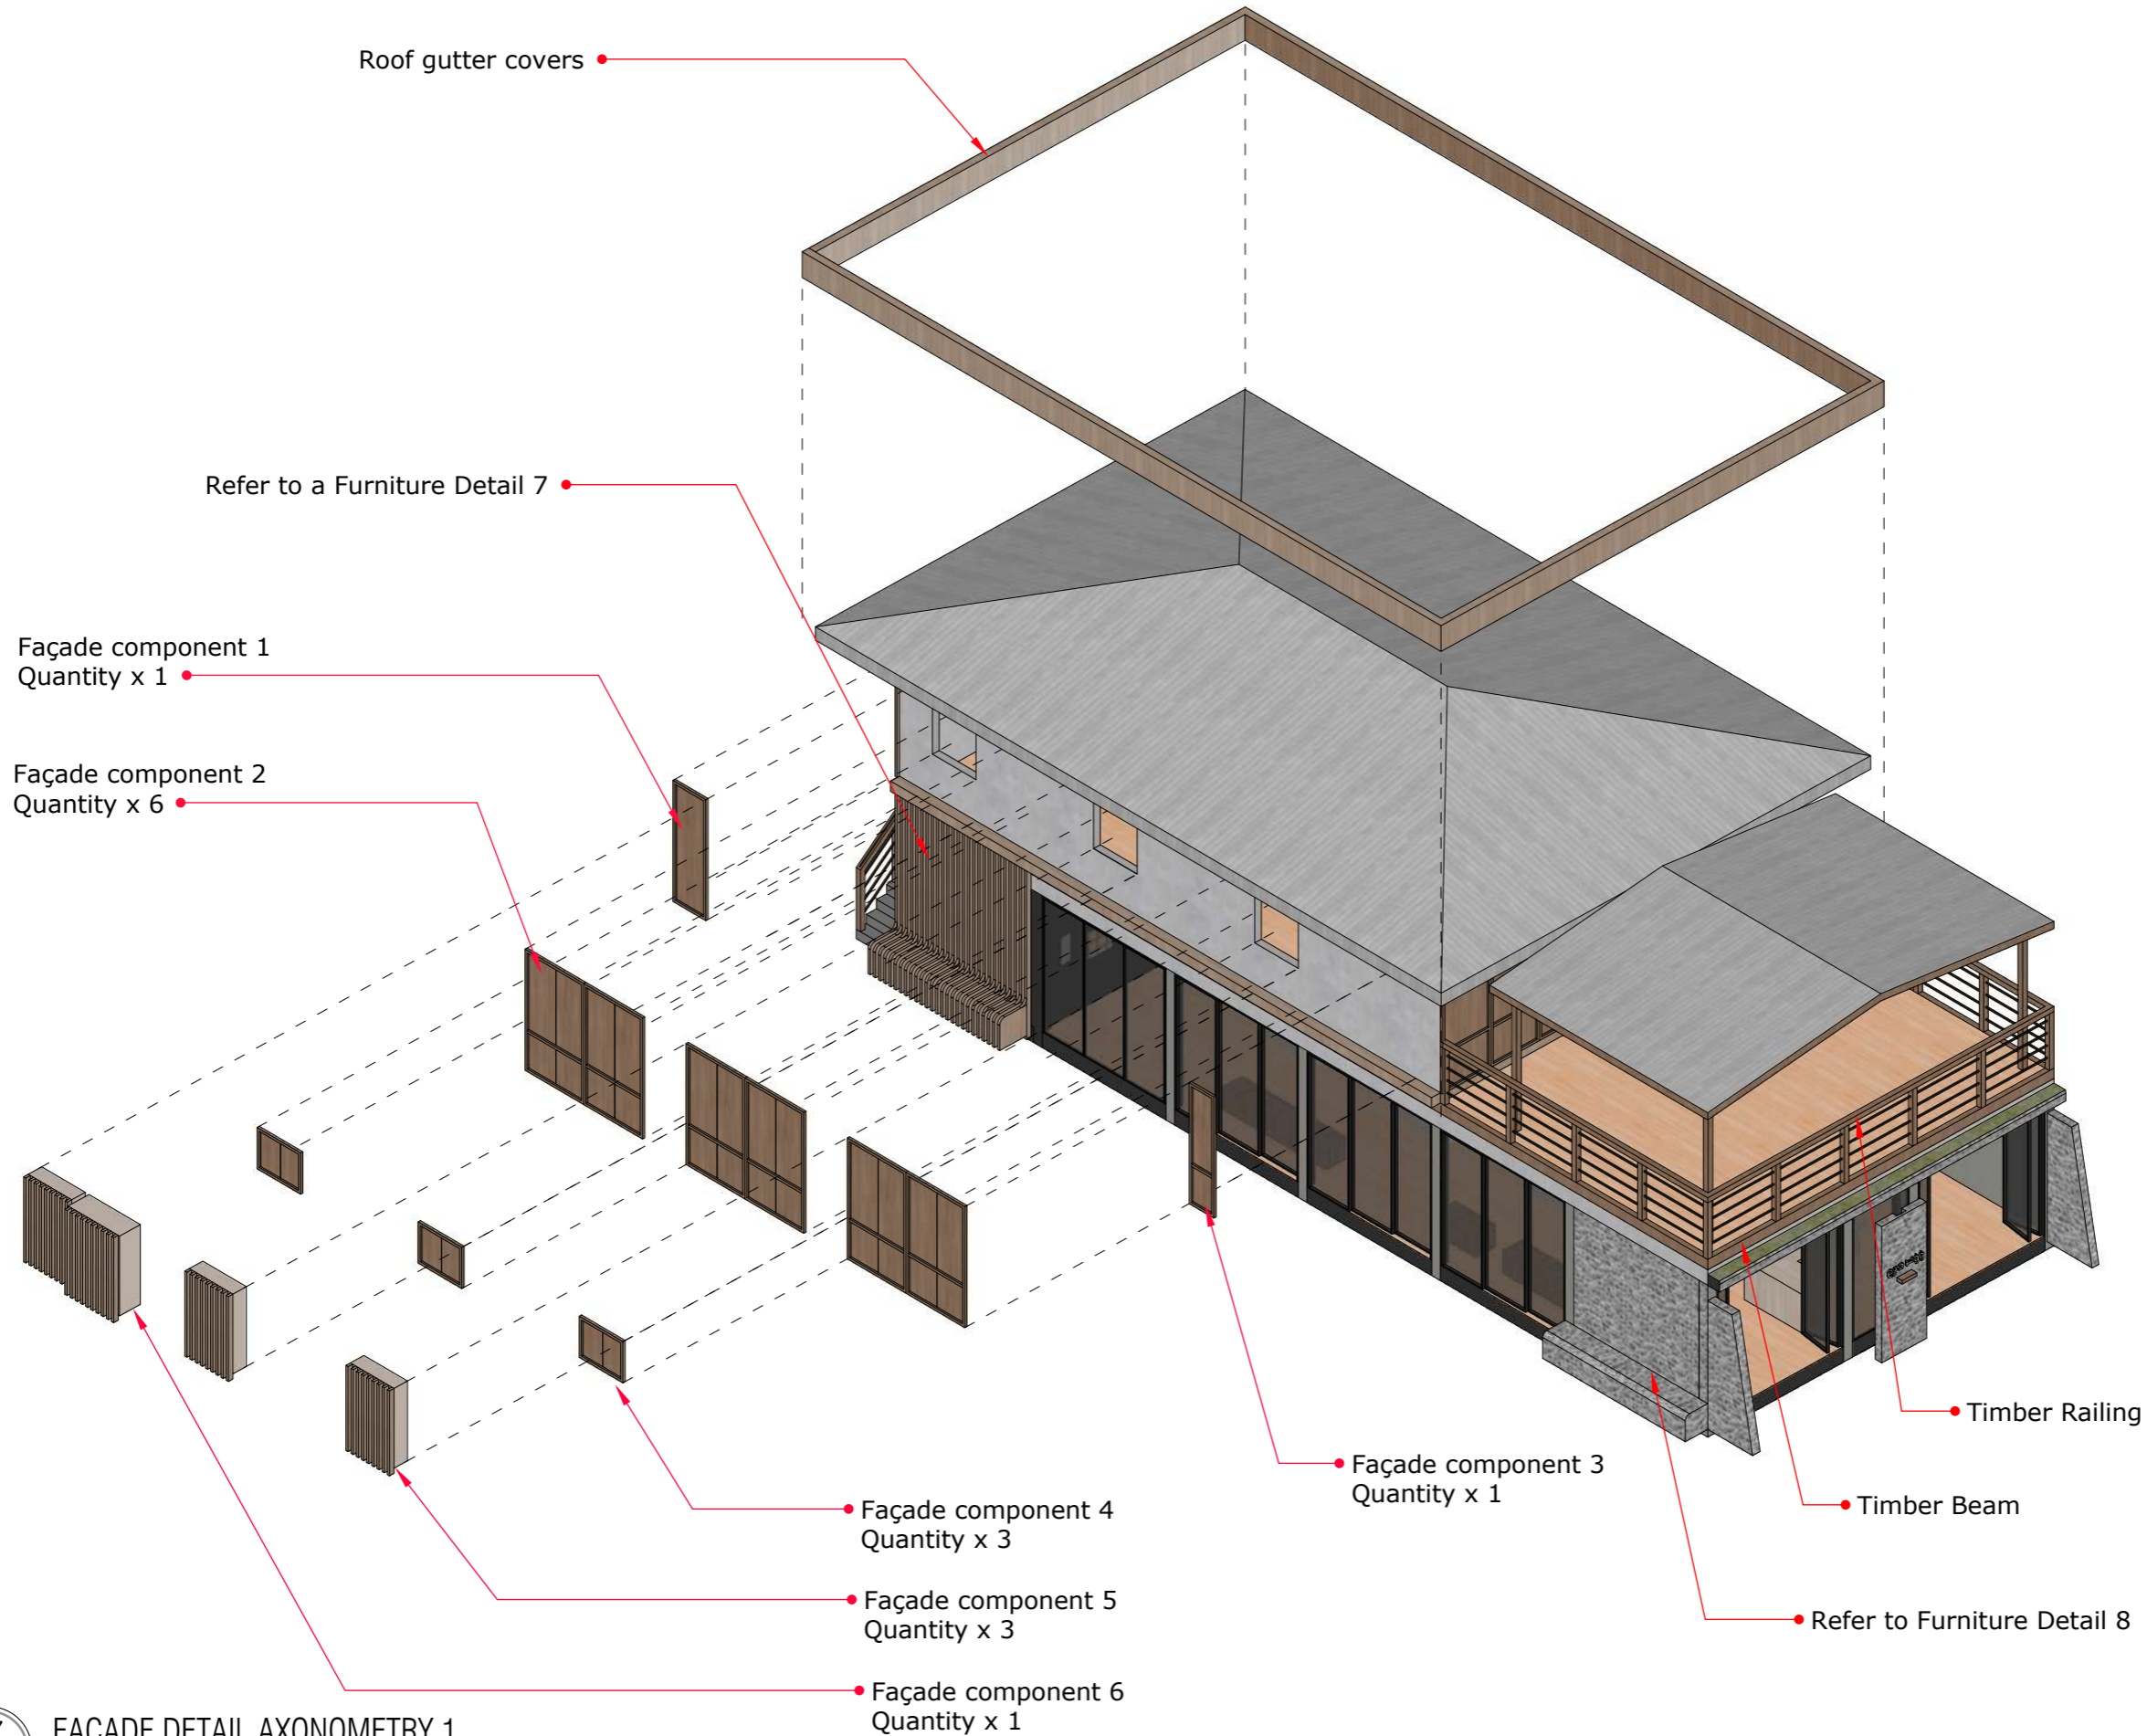 Roof gutter covers
Refer to a Furniture Detail 7
Façade component 1
Quantity x 1
Façade component 2
Quantity x 6
Façade component 3
Quantity x 1
Timber Railing
Timber Beam
Façade component 4
Quantity x 3
Façade component 5
Quantity x 3
Refer to Furniture Detail 8
Façade component 6
Quantity x 1
FAÇADE DETAIL AXONOMETRY 1